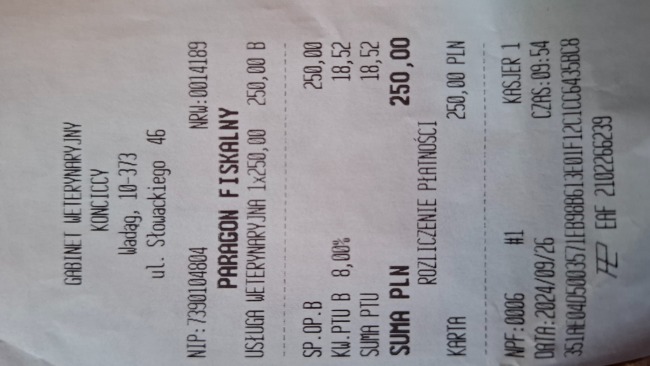 GABINET WETERYNARYJNY
KUNCICCY
Wadąg, 10-373
ul. Słowackiego 46
NIP:7390104804 NRW:0014189
PARAGON FISKALNY
USŁUGA WETERYNARYJNA 1x250,00 250,00 B
SP.OP.B 250,00
KW.PTU B 8,00% 18,52
SUMA PTU 18,52
SUMA PLN 250,00
ROZLICZENIE PŁATNOŚCI
KARTA 250,00 PLN
NPF:0006 #1 KASJER 1
DATA:2024/09/26 CZAS:09:54
351AE04D5003571EB98B613E01F12C1CC6435BC8
EAF 2102266239